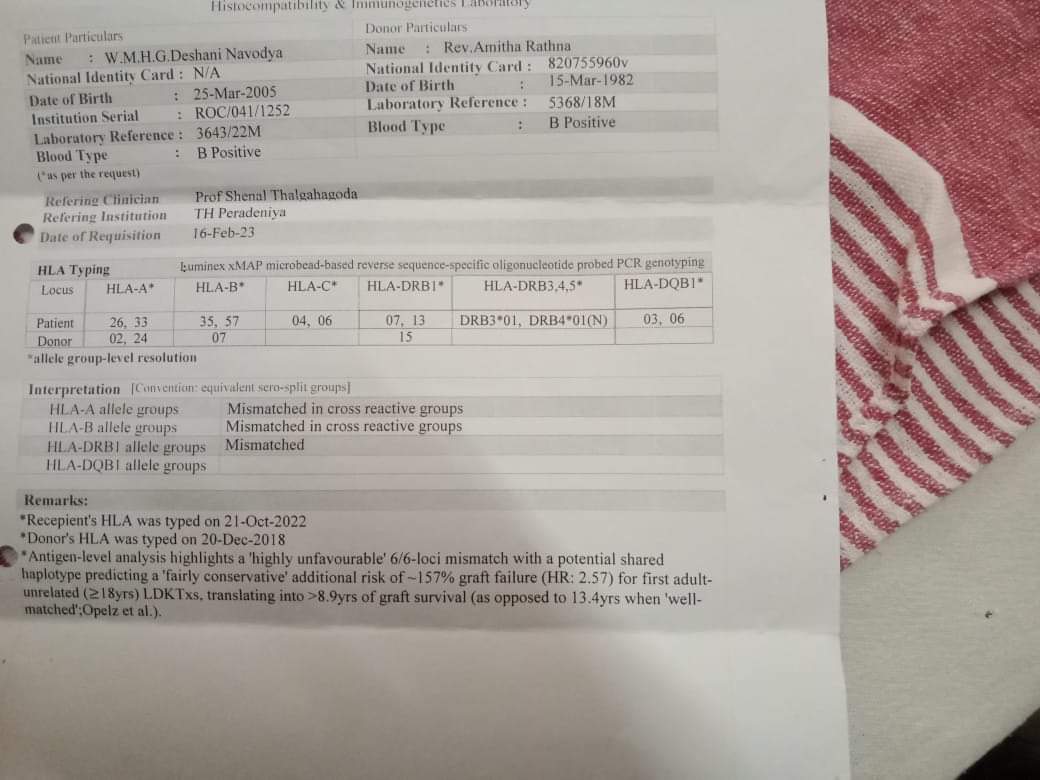 Histocompatibility & Immunogenetics Laboratory
Patient Particulars
Name : W.M.H.G.Deshani Navodya
National Identity Card : N/A
Date of Birth : 25-Mar-2005
Institution Serial : ROC/041/1252
Laboratory Reference : 3643/22M
Blood Type : B Positive
(*as per the request)
Donor Particulars
Name : Rev.Amitha Rathna
National Identity Card : 820755960v
Date of Birth : 15-Mar-1982
Laboratory Reference : 5368/18M
Blood Type : B Positive
Refering Clinician Prof Shenal Thalgahagoda
Refering Institution TH Peradeniya
Date of Requisition 16-Feb-23
HLA Typing Luminex xMAP microbead-based reverse sequence-specific oligonucleotide probed PCR genotyping
Locus HLA-A* HLA-B* HLA-C* HLA-DRB1* HLA-DRB3,4,5* HLA-DQB1*
Patient 26, 33 35, 57 04, 06 07, 13 DRB3*01, DRB4*01(N) 03, 06
Donor 02, 24 07 15
*allele group-level resolution
Interpretation [Convention: equivalent sero-split groups]
HLA-A allele groups Mismatched in cross reactive groups
HLA-B allele groups Mismatched in cross reactive groups
HLA-DRB1 allele groups Mismatched
HLA-DQB1 allele groups
Remarks:
*Recepient's HLA was typed on 21-Oct-2022
*Donor's HLA was typed on 20-Dec-2018
*Antigen-level analysis highlights a 'highly unfavourable' 6/6-loci mismatch with a potential shared
haplotype predicting a 'fairly conservative' additional risk of ~157% graft failure (HR: 2.57) for first adult-
unrelated (≥18yrs) LDKTxs, translating into >8.9yrs of graft survival (as opposed to 13.4yrs when 'well-
matched';Opelz et al.).